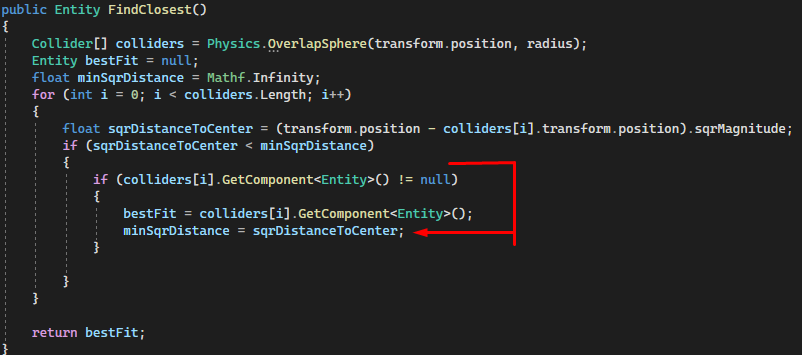 public Entity FindClosest()
{
Collider[] colliders = Physics.OverlapSphere(transform.position, radius);
Entity bestFit = null;
float minSqrDistance = Mathf.Infinity;
for (int i = 0; i < colliders.Length; i++)
{
float sqrDistanceToCenter = (transform.position - colliders[i].transform.position).sqrMagnitude;
if (sqrDistanceToCenter < minSqrDistance)
{
if (colliders[i].GetComponent<Entity>() != null)
{
bestFit = colliders[i].GetComponent<Entity>();
minSqrDistance = sqrDistanceToCenter;
}
}
}
return bestFit;
}